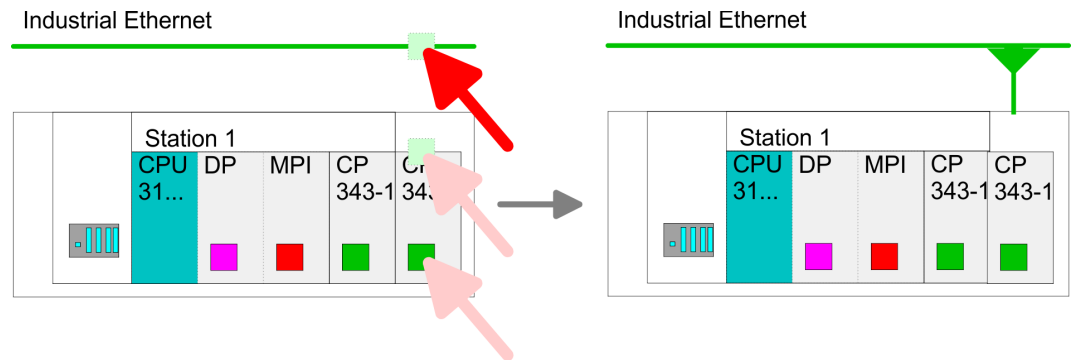 Industrial Ethernet
Station 1
CPU DP MPI CP
31... 343-1
Industrial Ethernet
Station 1
CPU DP MPI CP CP
31... 343-1 343-1